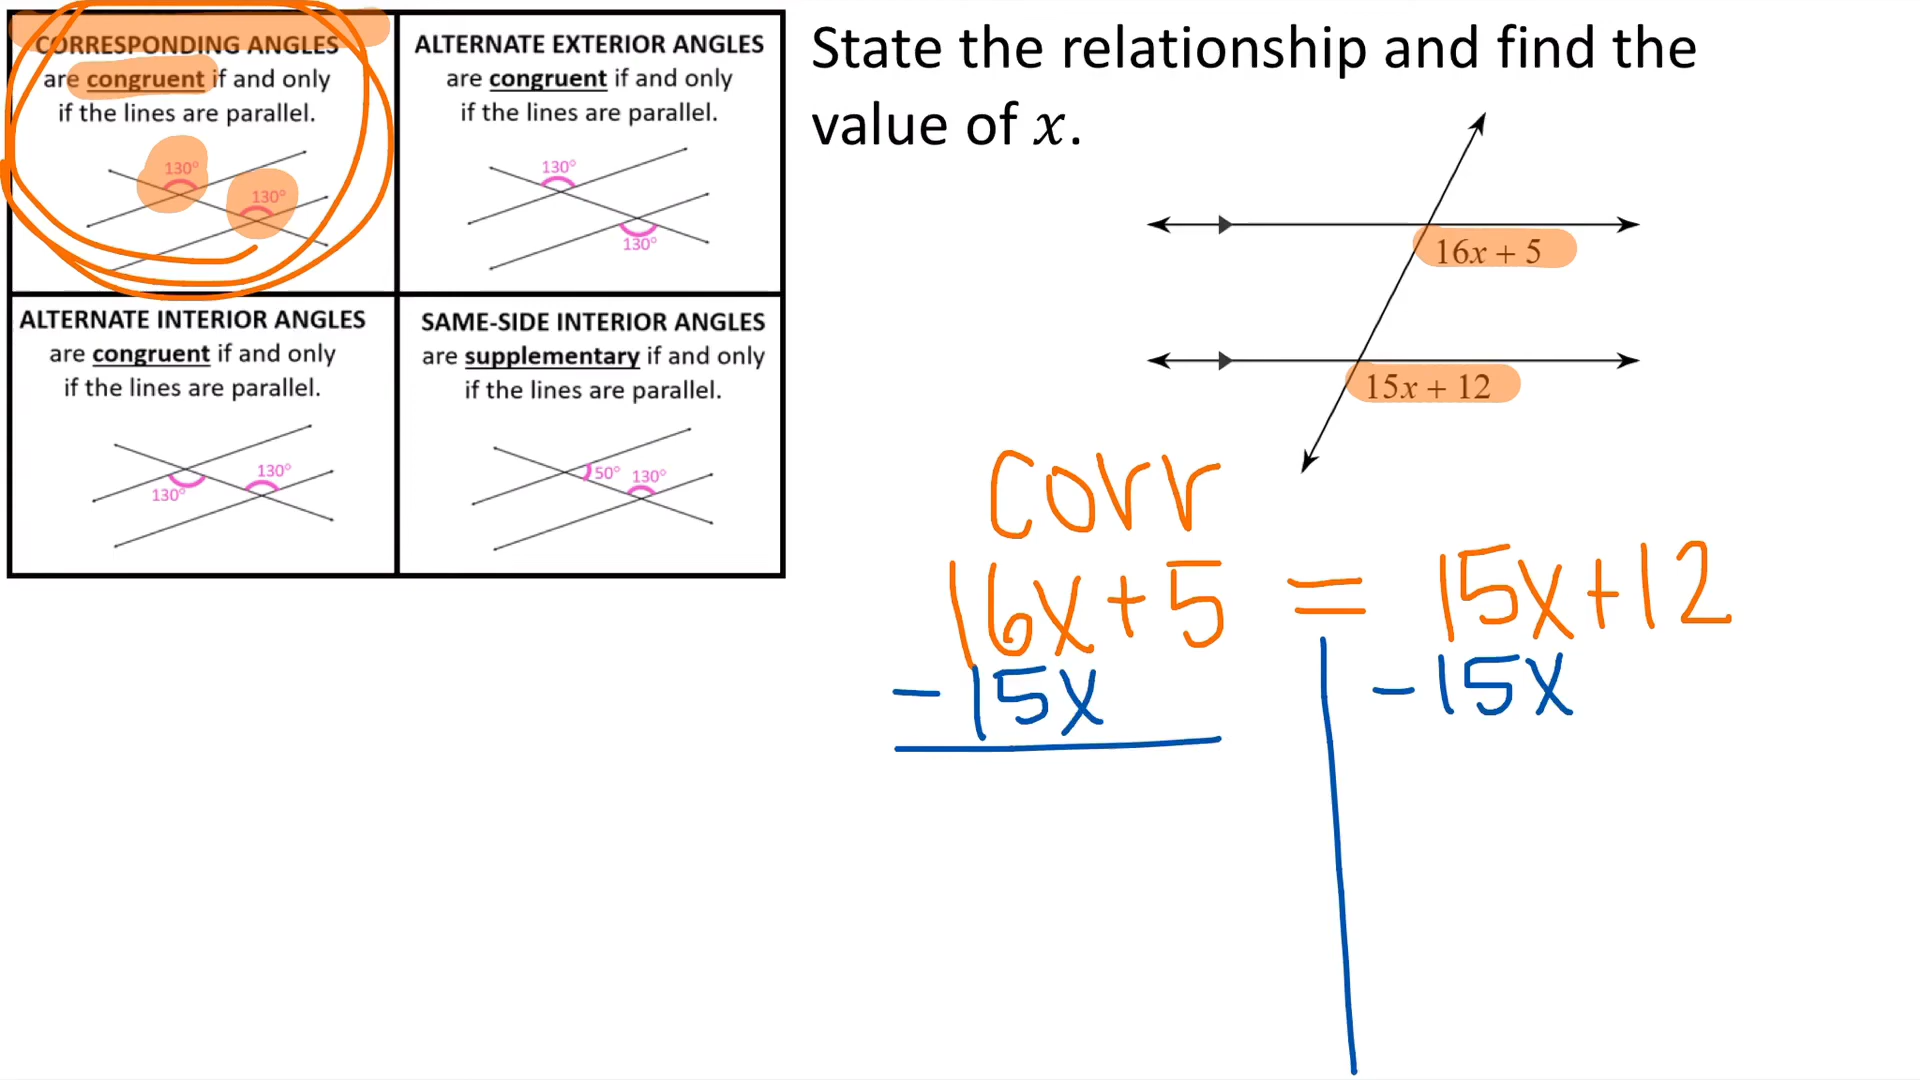 CORRESPONDING ANGLES
are congruent if and only
if the lines are parallel.
130°
130°
ALTERNATE EXTERIOR ANGLES
are congruent if and only
if the lines are parallel.
130°
130°
ALTERNATE INTERIOR ANGLES
are congruent if and only
if the lines are parallel.
130°
130°
SAME-SIDE INTERIOR ANGLES
are supplementary if and only
if the lines are parallel.
50° 130°
State the relationship and find the
value of x.
16x + 5
15x + 12
corr
16x+5 = 15x+12
-15x -15x